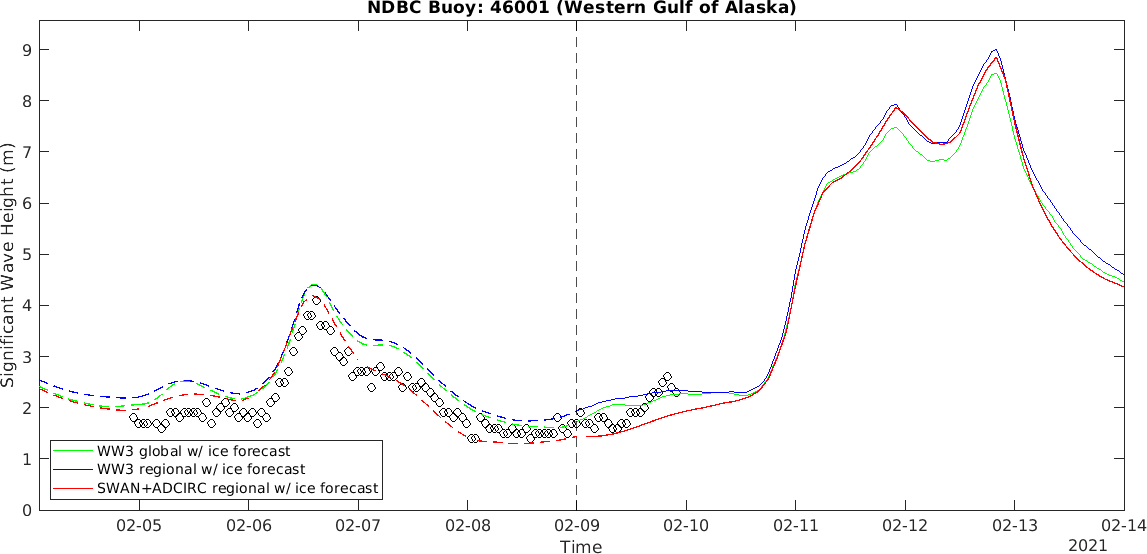 NDBC Buoy: 46001 (Western Gulf of Alaska)
Significant Wave Height (m)
9
8
7
6
5
4
3
2
1
0
WW3 global w/ ice forecast
WW3 regional w/ ice forecast
SWAN+ADCIRC regional w/ ice forecast
02-05 02-06 02-07 02-08 02-09 02-10 02-11 02-12 02-13 02-14
Time
2021